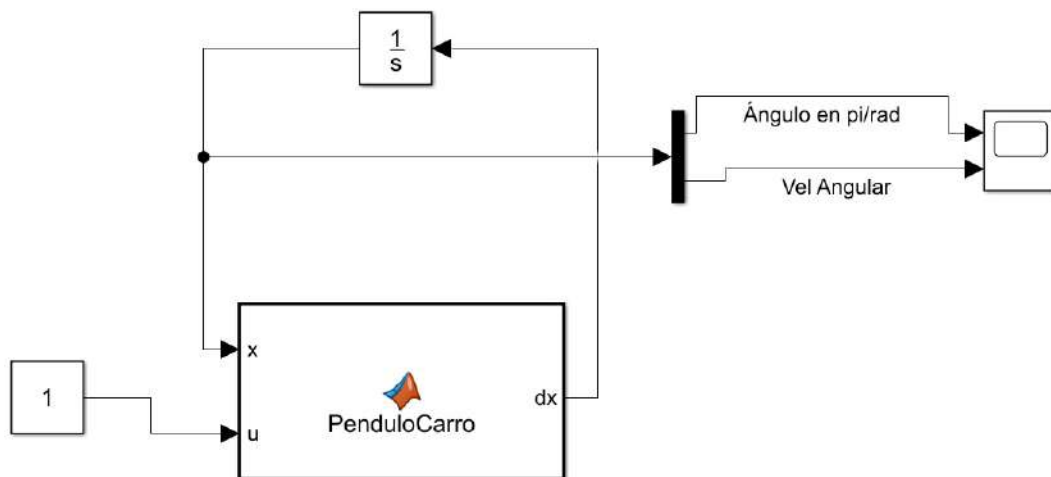 1
s
Ángulo en pi/rad
Vel Angular
x
1
dx
PenduloCarro
u